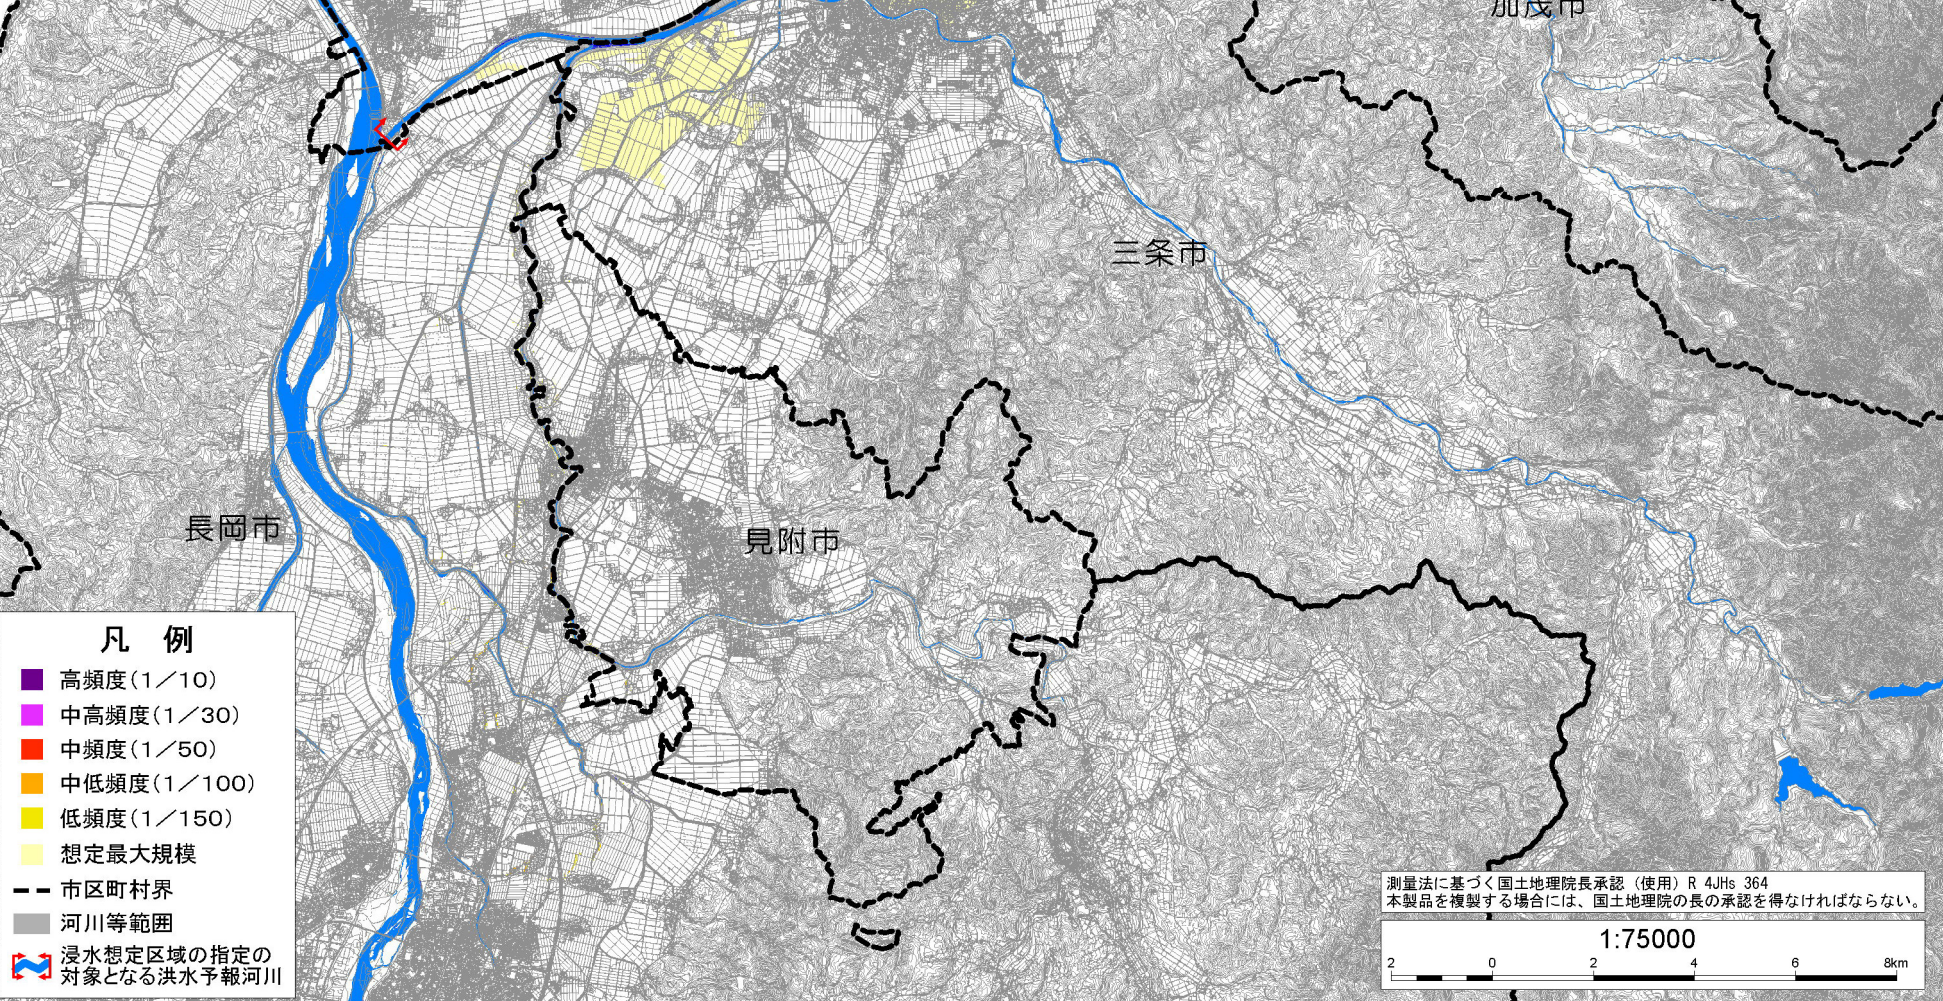 加茂市
三条市
長岡市
見附市
凡 例
高頻度(1/10)
中高頻度(1/30)
中頻度(1/50)
中低頻度(1/100)
低頻度(1/150)
想定最大規模
市区町村界
河川等範囲
浸水想定区域の指定の
対象となる洪水予報河川
測量法に基づく国土地理院長承認(使用)R 4JHs 364
本製品を複製する場合には、国土地理院の長の承認を得なければならない。
1:75000
2 0 2 4 6 8km